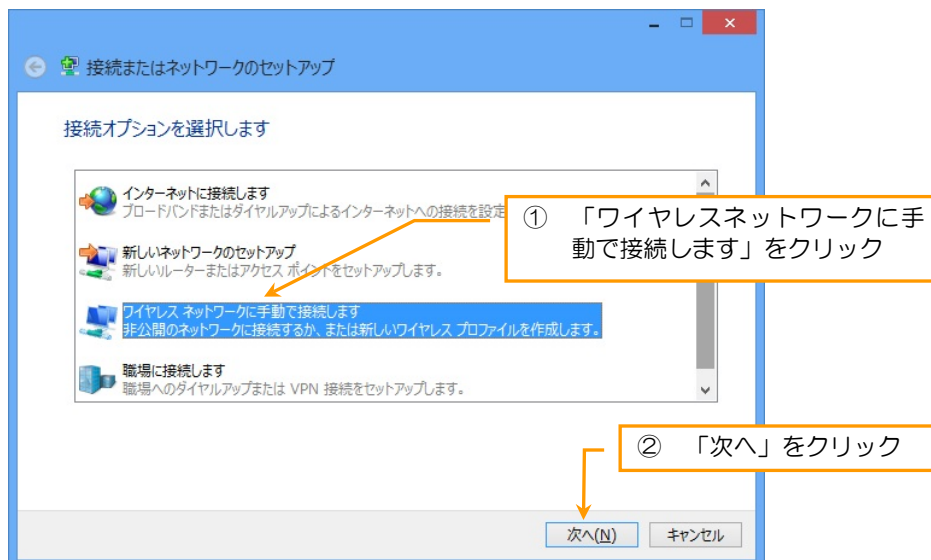 接続またはネットワークのセットアップ
接続オプションを選択します
インターネットに接続します
ブロードバンドまたはダイヤルアップによるインターネットへの接続を設定
① 「ワイヤレスネットワークに手
動で接続します」をクリック
新しいネットワークのセットアップ
新しいルーターまたはアクセス ポイントをセットアップします。
ワイヤレス ネットワークに手動で接続します
非公開のネットワークに接続するか、または新しいワイヤレス プロファイルを作成します。
職場に接続します
職場へのダイヤルアップまたは VPN 接続をセットアップします。
② 「次へ」をクリック
次へ(N)
キャンセル